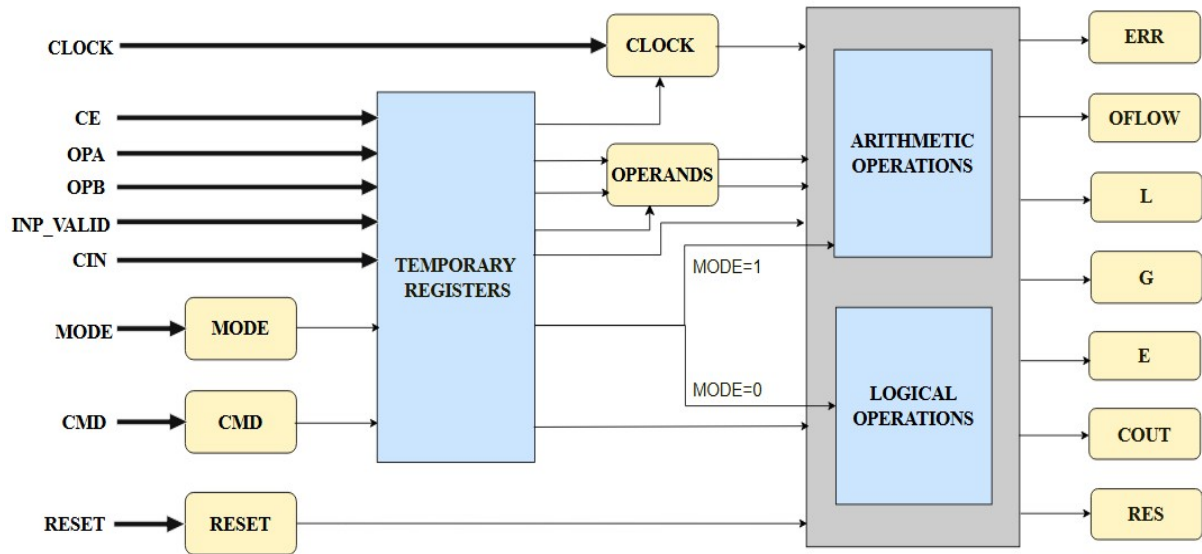 CLOCK
CE
OPA
OPB
INP_VALID
CIN
MODE
CMD
RESET
MODE
CMD
RESET
TEMPORARY
REGISTERS
CLOCK
OPERANDS
MODE=1
MODE=0
ARITHMETIC
OPERATIONS
LOGICAL
OPERATIONS
ERR
OFLOW
L
G
E
COUT
RES